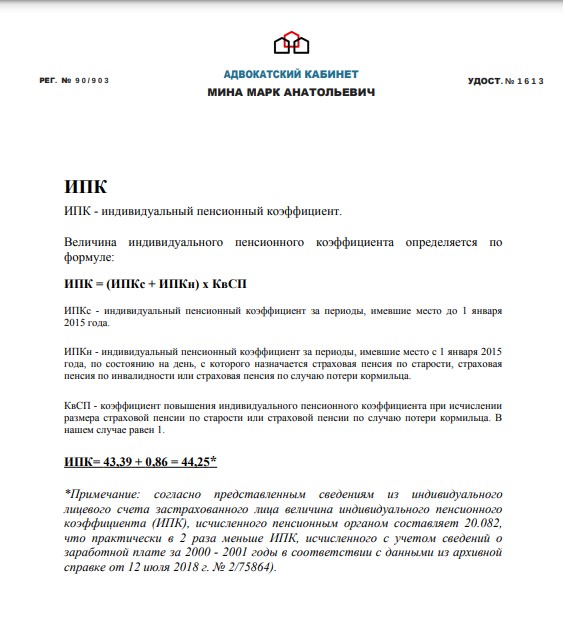 РЕГ. № 90/903
АДВОКАТСКИЙ КАБИНЕТ
МИНА МАРК АНАТОЛЬЕВИЧ
УДОСТ. № 1613
ИПК
ИПК - индивидуальный пенсионный коэффициент.
Величина индивидуального пенсионного коэффициента определяется по
формуле:
ИПК = (ИПКс + ИПКн) х КвСП
ИПКс - индивидуальный пенсионный коэффициент за периоды, имевшие место до 1 января
2015 года.
ИПКн - индивидуальный пенсионный коэффициент за периоды, имевшие место с 1 января 2015
года, по состоянию на день, с которого назначается страховая пенсия по старости, страховая
пенсия по инвалидности или страховая пенсия по случаю потери кормильца.
КвСП - коэффициент повышения индивидуального пенсионного коэффициента при исчислении
размера страховой пенсии по старости или страховой пенсии по случаю потери кормильца. В
нашем случае равен 1.
ИПК= 43,39 + 0,86 = 44,25*
*Примечание: согласно представленным сведениям из индивидуального
лицевого счета застрахованного лица величина индивидуального пенсионного
коэффициента (ИПК), исчисленного пенсионным органом составляет 20.082,
что практически в 2 раза меньше ИПК, исчисленного с учетом сведений о
заработной плате за 2000 - 2001 годы в соответствии с данными из архивной
справке от 12 июля 2018 г. № 2/75864).